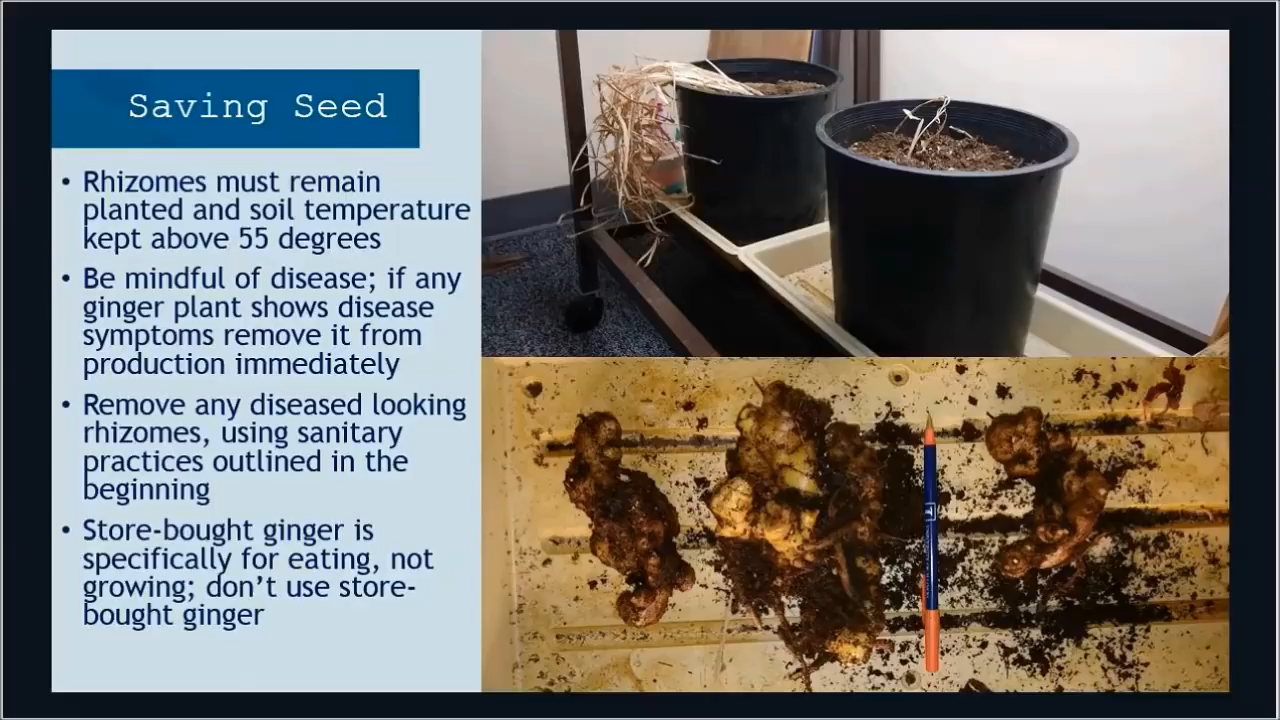 Saving Seed
• Rhizomes must remain
planted and soil temperature
kept above 55 degrees
• Be mindful of disease; if any
ginger plant shows disease
symptoms remove it from
production immediately
• Remove any diseased looking
rhizomes, using sanitary
practices outlined in the
beginning
• Store-bought ginger is
specifically for eating, not
growing; don't use store-
bought ginger